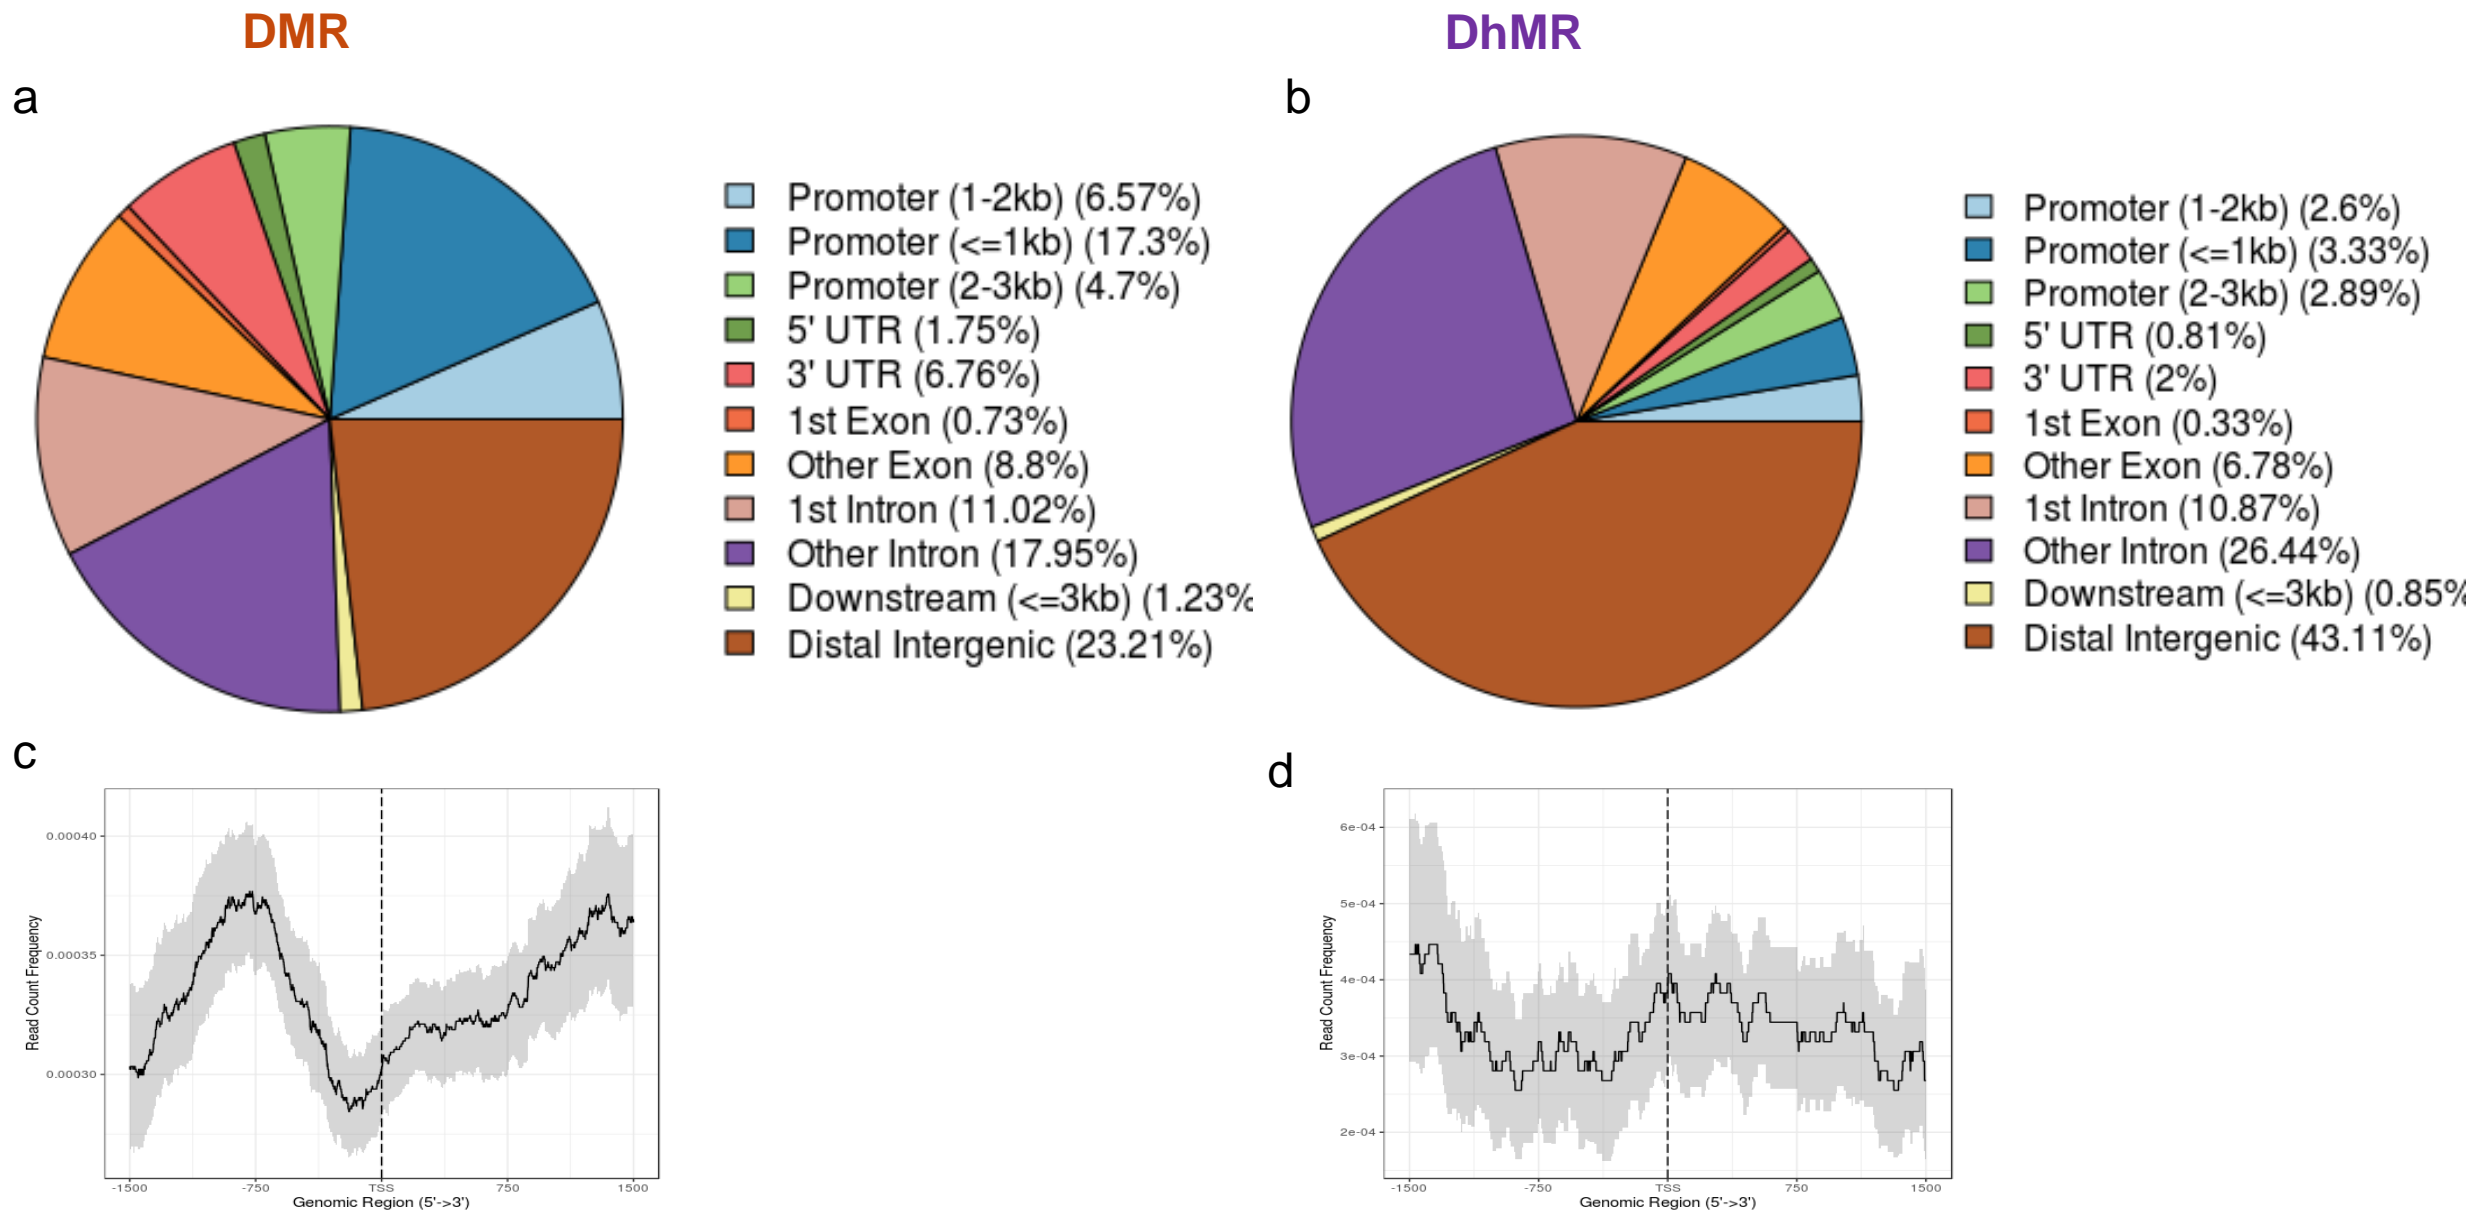 DMR
DhMR
a
Promoter (1-2kb) (6.57%)
Promoter (<=1kb) (17.3%)
Promoter (2-3kb) (4.7%)
5' UTR (1.75%)
3' UTR (6.76%)
1st Exon (0.73%)
Other Exon (8.8%)
1st Intron (11.02%)
Other Intron (17.95%)
Downstream (<=3kb) (1.23%
Distal Intergenic (23.21%)
b
Promoter (1-2kb) (2.6%)
Promoter (<=1kb) (3.33%)
Promoter (2-3kb) (2.89%)
5' UTR (0.81%)
3' UTR (2%)
1st Exon (0.33%)
Other Exon (6.78%)
1st Intron (10.87%)
Other Intron (26.44%)
Downstream (<=3kb) (0.85%
Distal Intergenic (43.11%)
c
Read Count Frequency
0.00040
0.00035
0.00030
-1500 -750 TSS 750 1500
Genomic Region (5'->3')
d
Read Count Frequency
6e-04
5e-04
4e-04
3e-04
2e-04
-1500 -750 TSS 750 1500
Genomic Region (5'->3')